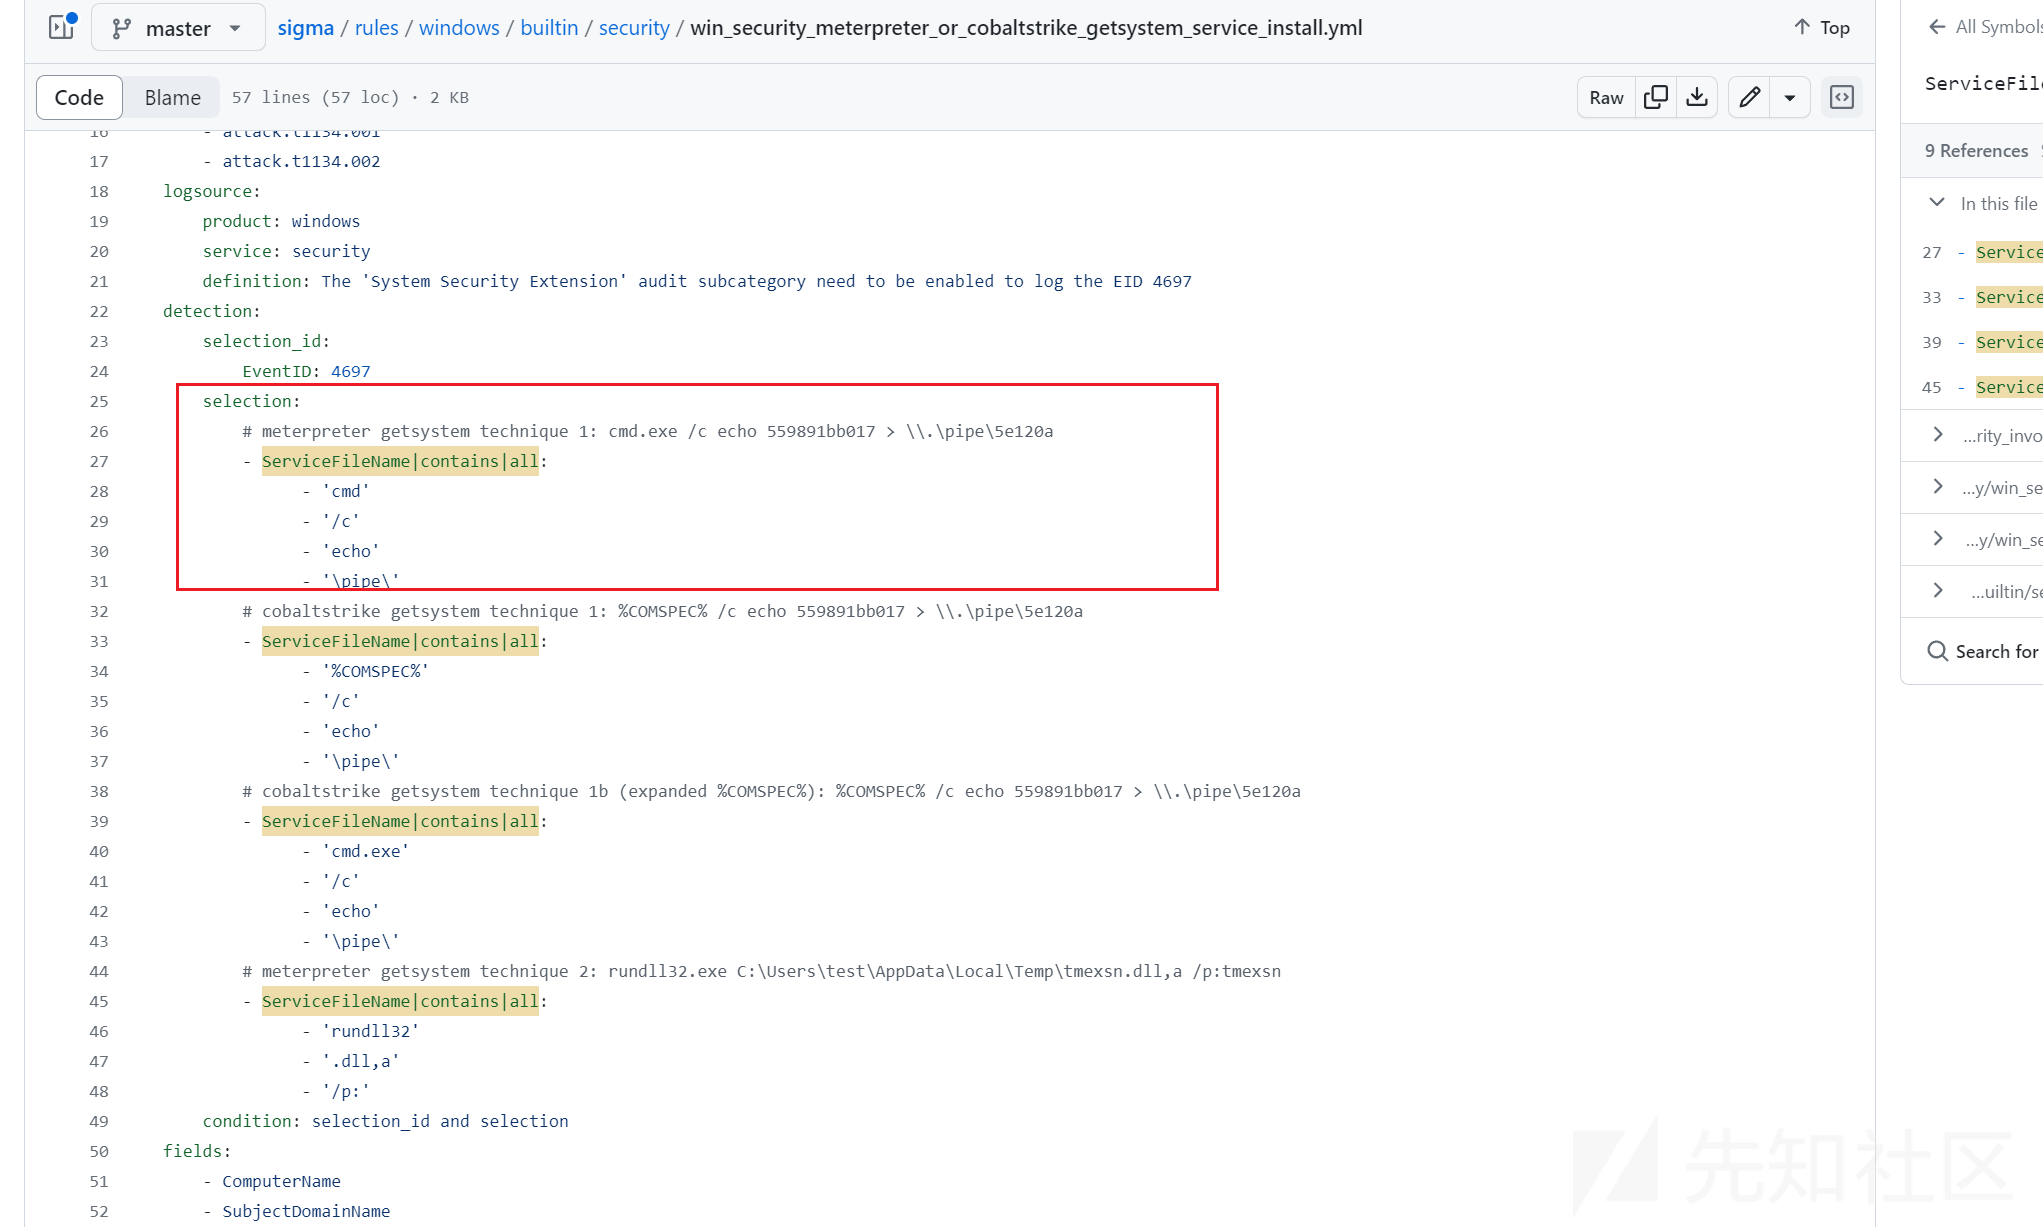 master
sigma / rules / windows / builtin / security / win_security_meterpreter_or_cobaltstrike_getsystem_service_install.yml
Top
Code
Blame
57 lines (57 loc) · 2 KB
Raw
16 - attack.t1134.001
17 - attack.t1134.002
18 logsource:
19 product: windows
20 service: security
21 definition: The 'System Security Extension' audit subcategory need to be enabled to log the EID 4697
22 detection:
23 selection_id:
24 EventID: 4697
25 selection:
26 # meterpreter getsystem technique 1: cmd.exe /c echo 559891bb017 > \\.\pipe\5e120a
27 - ServiceFileName|contains|all:
28 - 'cmd'
29 - '/c'
30 - 'echo'
31 - '\pipe\'
32 # cobaltstrike getsystem technique 1: %COMSPEC% /c echo 559891bb017 > \\.\pipe\5e120a
33 - ServiceFileName|contains|all:
34 - '%COMSPEC%'
35 - '/c'
36 - 'echo'
37 - '\pipe\'
38 # cobaltstrike getsystem technique 1b (expanded %COMSPEC%): %COMSPEC% /c echo 559891bb017 > \\.\pipe\5e120a
39 - ServiceFileName|contains|all:
40 - 'cmd.exe'
41 - '/c'
42 - 'echo'
43 - '\pipe\'
44 # meterpreter getsystem technique 2: rundll32.exe C:\Users\test\AppData\Local\Temp\tmexsn.dll,a /p:tmexsn
45 - ServiceFileName|contains|all:
46 - 'rundll32'
47 - '.dll,a'
48 - '/p:'
49 condition: selection_id and selection
50 fields:
51 - ComputerName
52 - SubjectDomainName
All Symbols
ServiceFil
9 References
In this file
27 - Service
33 - Service
39 - Service
45 - Service
...rity_invo
...y/win_se
...y/win_se
...uiltin/se
Search for
先知社区